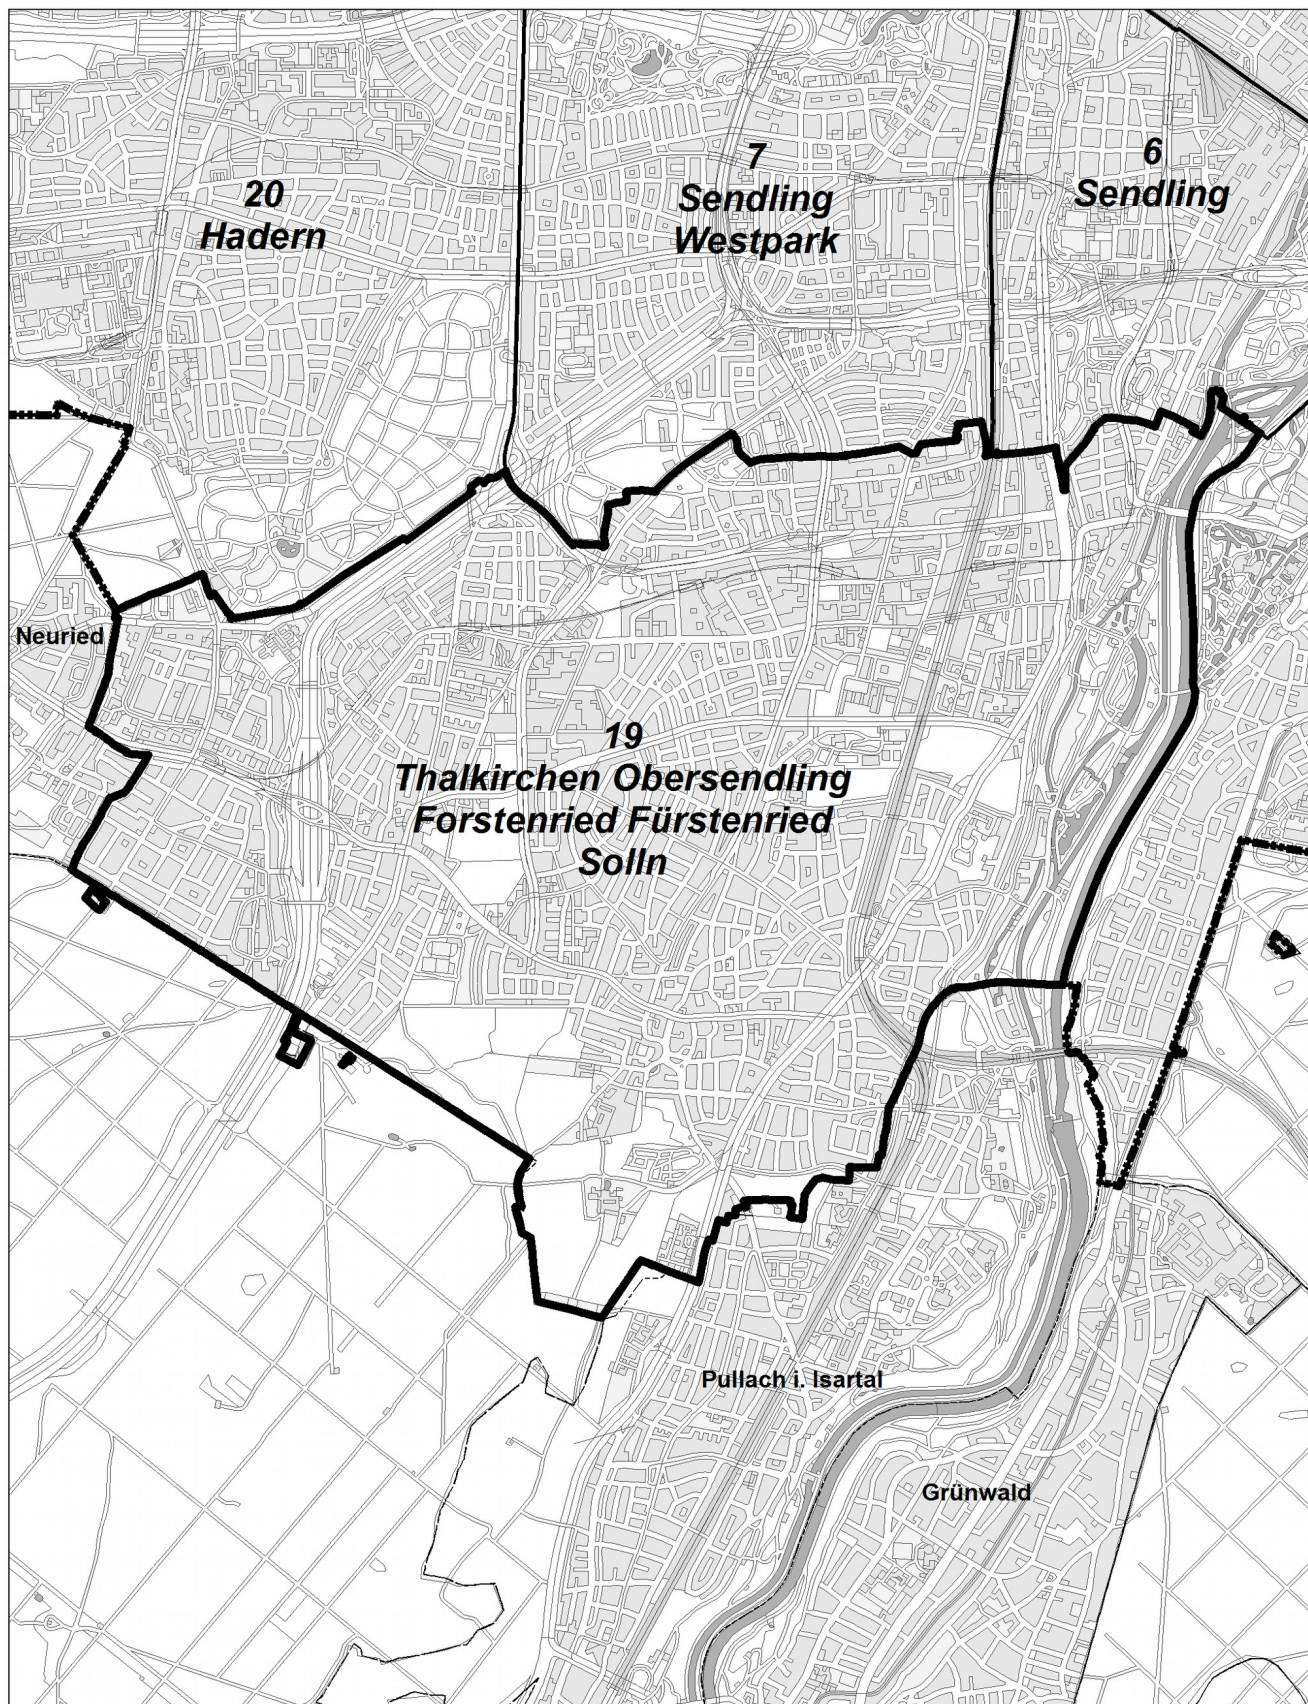 7
Sendling
Westpark
6
Sendling
20
Hadern
Neuried
19
Thalkirchen Obersendling
Forstenried Fürstenried
Solln
Pullach i. Isartal
Grünwald